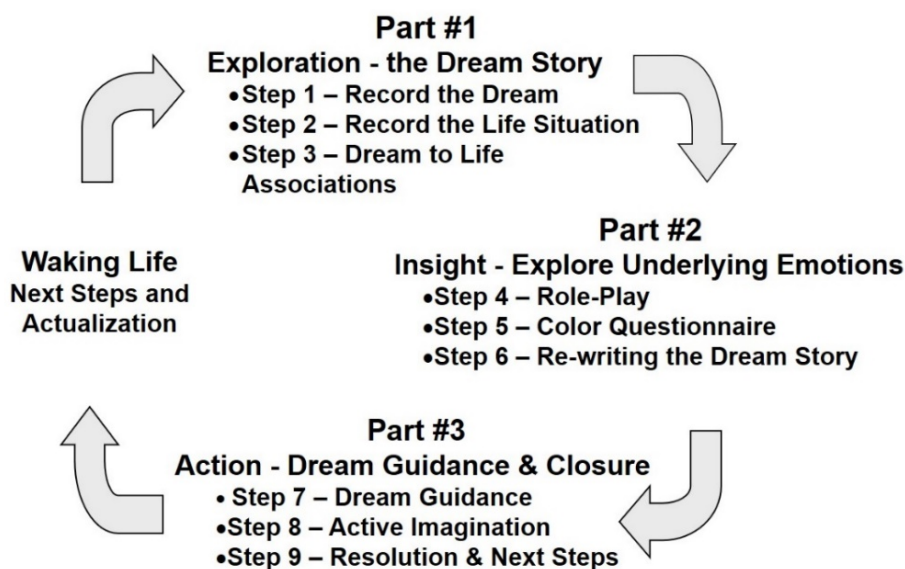 Part #1
Exploration - the Dream Story
•Step 1 – Record the Dream
•Step 2 – Record the Life Situation
•Step 3 – Dream to Life
Associations
Part #2
Insight - Explore Underlying Emotions
•Step 4 – Role-Play
•Step 5 – Color Questionnaire
•Step 6 – Re-writing the Dream Story
Part #3
Action - Dream Guidance & Closure
• Step 7 – Dream Guidance
•Step 8 – Active Imagination
•Step 9 – Resolution & Next Steps
Waking Life
Next Steps and
Actualization